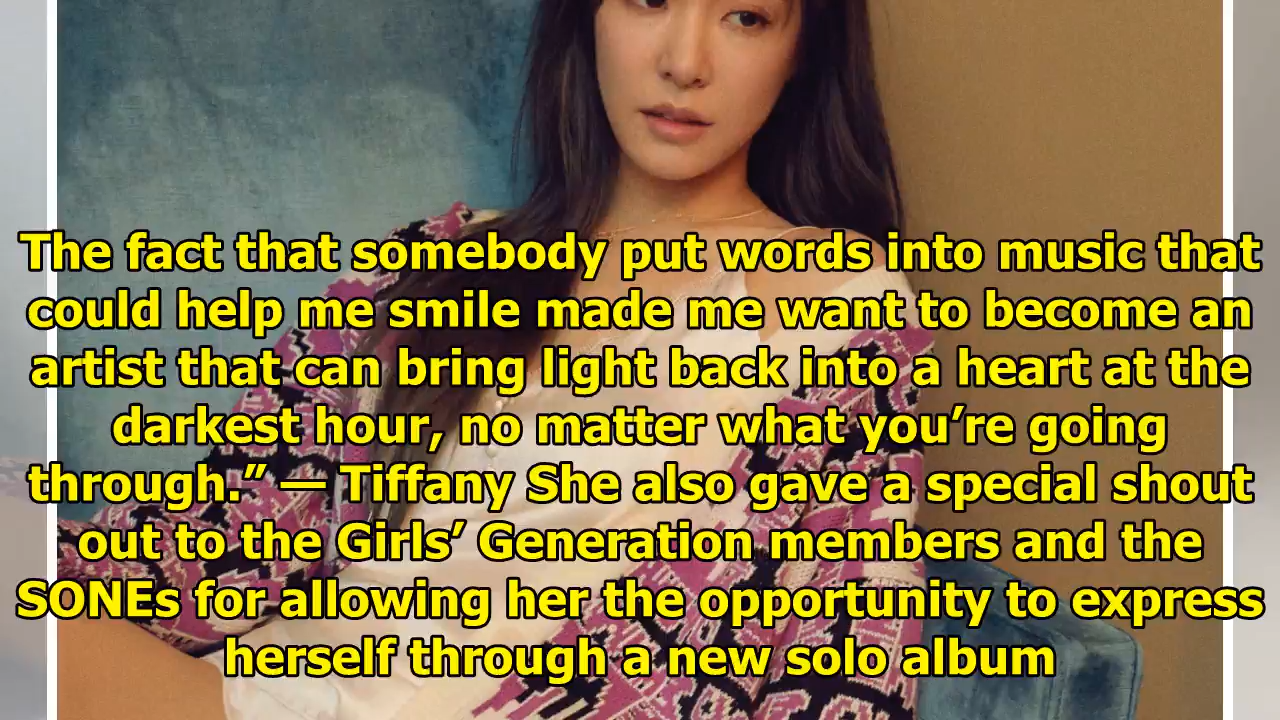 The fact that somebody put words into music that
could help me smile made me want to become an
artist that can bring light back into a heart at the
darkest hour, no matter what you’re going
through.” — Tiffany She also gave a special shout
out to the Girls’ Generation members and the
SONEs for allowing her the opportunity to express
herself through a new solo album